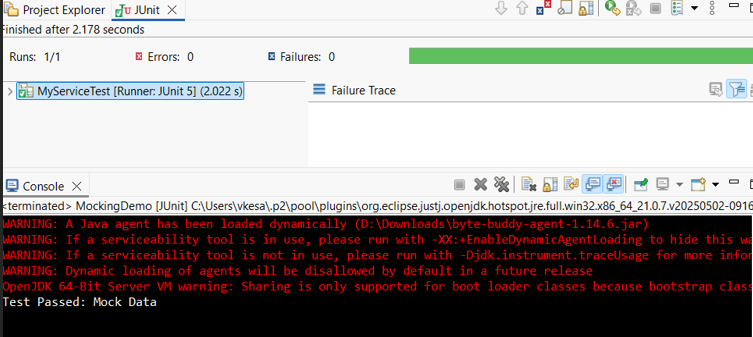 Project Explorer JUnit
Finished after 2.178 seconds
Runs: 1/1 Errors: 0 Failures: 0
MyServiceTest [Runner: JUnit 5] (2.022 s)
Failure Trace
Console
<terminated> MockingDemo [JUnit] C:\Users\vkesa\.p2\pool\plugins\org.eclipse.justj.openjdk.hotspot.jre.full.win32.x86_64_21.0.7.v20250502-0916
WARNING: A Java agent has been loaded dynamically (D:\Downloads\byte-buddy-agent-1.14.6.jar)
WARNING: If a serviceability tool is in use, please run with -XX:+EnableDynamicAgentLoading to hide this wa
WARNING: If a serviceability tool is not in use, please run with -Djdk.instrument.traceUsage for more infor
WARNING: Dynamic loading of agents will be disallowed by default in a future release
OpenJDK 64-Bit Server VM warning: Sharing is only supported for boot loader classes because bootstrap class
Test Passed: Mock Data